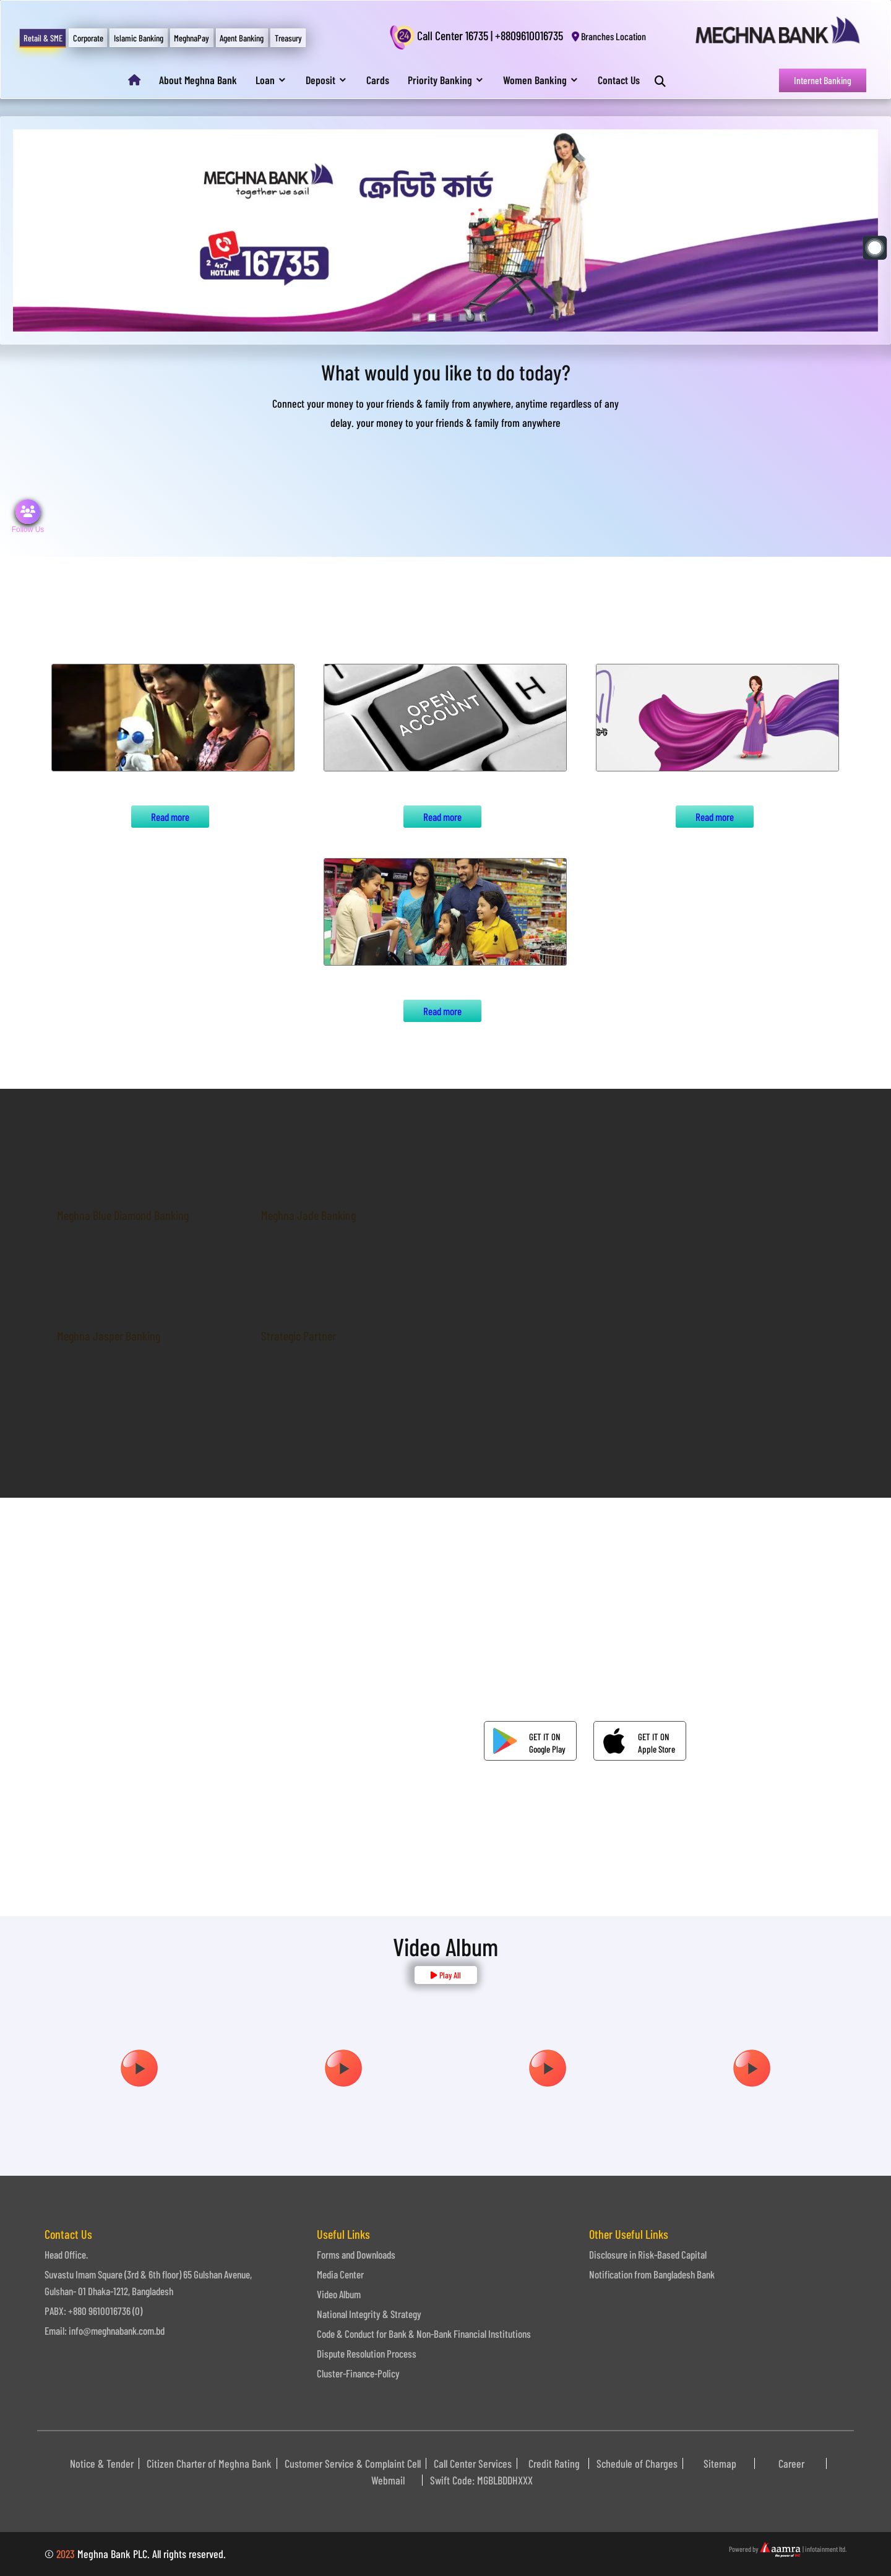 Retail & SME Corporate Islamic Banking MeghnaPay Agent Banking Treasury
24 Call Center 16735 | +8809610016735 Branches Location
MEGHNA BANK
About Meghna Bank Loan Deposit Cards Priority Banking Women Banking Contact Us
Internet Banking
MEGHNA BANK
together we sail
ক্রেডিট কার্ড
24x7
HOTLINE 16735
What would you like to do today?
Connect your money to your friends & family from anywhere, anytime regardless of any
delay. your money to your friends & family from anywhere
Follow Us
OPEN
ACCOUNT
H
Read more
Read more
Read more
Read more
Meghna Blue Diamond Banking
Meghna Jade Banking
Meghna Jasper Banking
Strategic Partner
GET IT ON
Google Play
GET IT ON
Apple Store
Video Album
Play All
Contact Us
Head Office.
Suvastu Imam Square (3rd & 6th floor) 65 Gulshan Avenue,
Gulshan- 01 Dhaka-1212, Bangladesh
PABX: +880 9610016736 (0)
Email: info@meghnabank.com.bd
Useful Links
Forms and Downloads
Media Center
Video Album
National Integrity & Strategy
Code & Conduct for Bank & Non-Bank Financial Institutions
Dispute Resolution Process
Cluster-Finance-Policy
Other Useful Links
Disclosure in Risk-Based Capital
Notification from Bangladesh Bank
Notice & Tender | Citizen Charter of Meghna Bank | Customer Service & Complaint Cell | Call Center Services | Credit Rating | Schedule of Charges | Sitemap | Career |
Webmail | Swift Code: MGBLBDDHXXX
© 2023 Meghna Bank PLC. All rights reserved.
Powered by aamra | infotainment ltd.